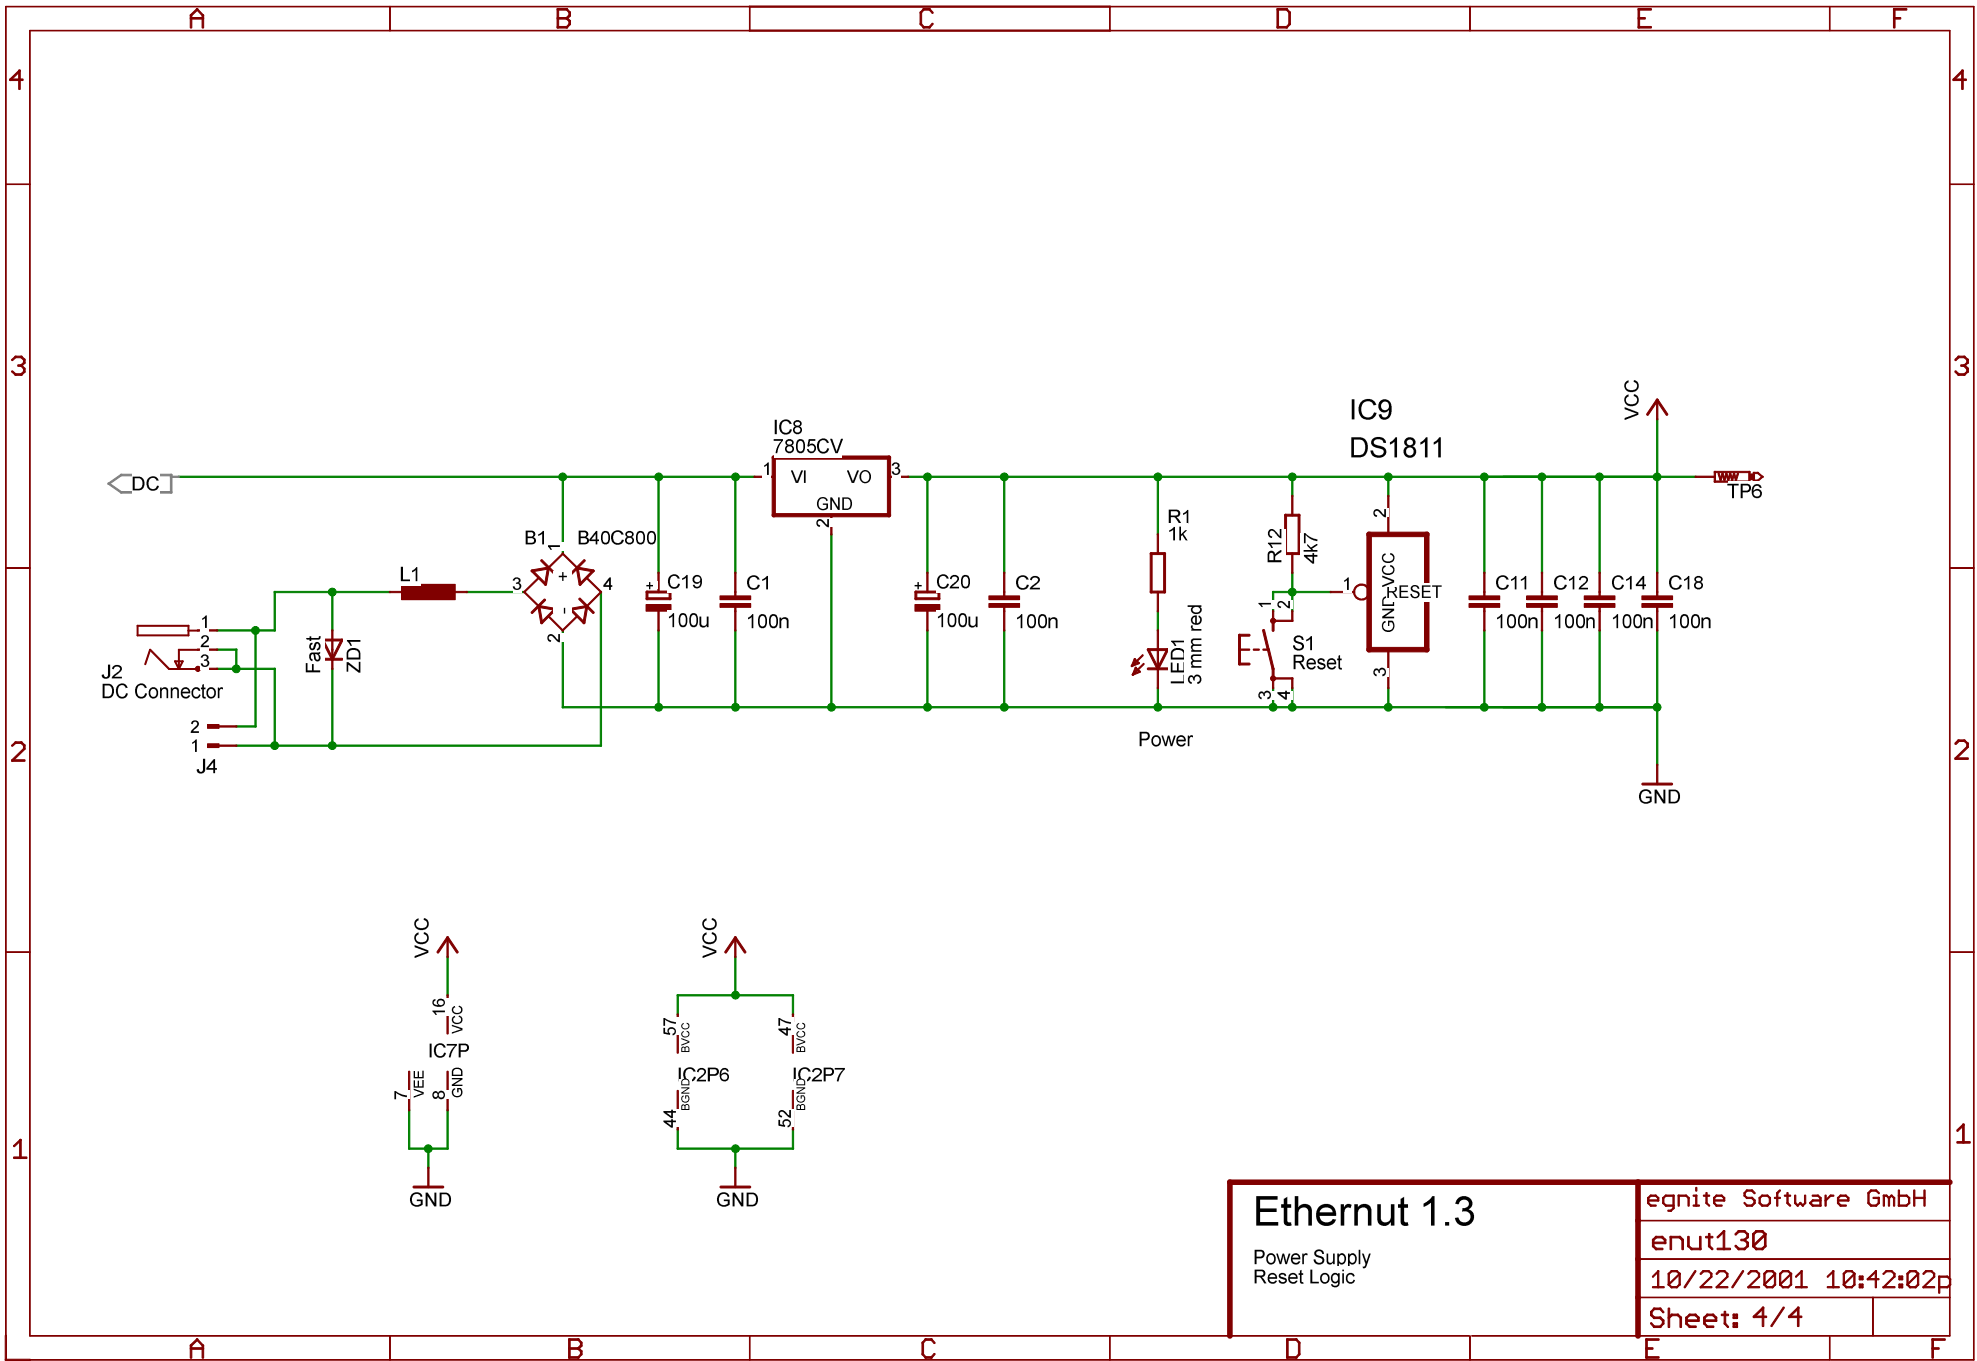 A B C D E F
4 4
3 3
2 2
1 1
DC
J2
DC Connector
1
2
3
2
1
J4
Fast
ZD1
L1
B1
B40C800
1
2
3
4
+
-
+
C19
100u
C1
100n
IC8
7805CV
1
VI
VO
3
GND
2
+
C20
100u
C2
100n
R1
1k
LED1
3 mm red
Power
R12
4k7
1
2
3
4
S1
Reset
IC9
DS1811
2
1
3
VCC
RESET
GND
C11
100n
C12
100n
C14
100n
C18
100n
VCC
TP6
GND
VCC
16
VCC
IC7P
7
VEE
8
GND
GND
VCC
57
BVCC
47
BVCC
IC2P6
IC2P7
44
BGND
52
BGND
GND
Ethernut 1.3
Power Supply
Reset Logic
egnite Software GmbH
enut130
10/22/2001 10:42:02p
Sheet: 4/4
A B C D E F